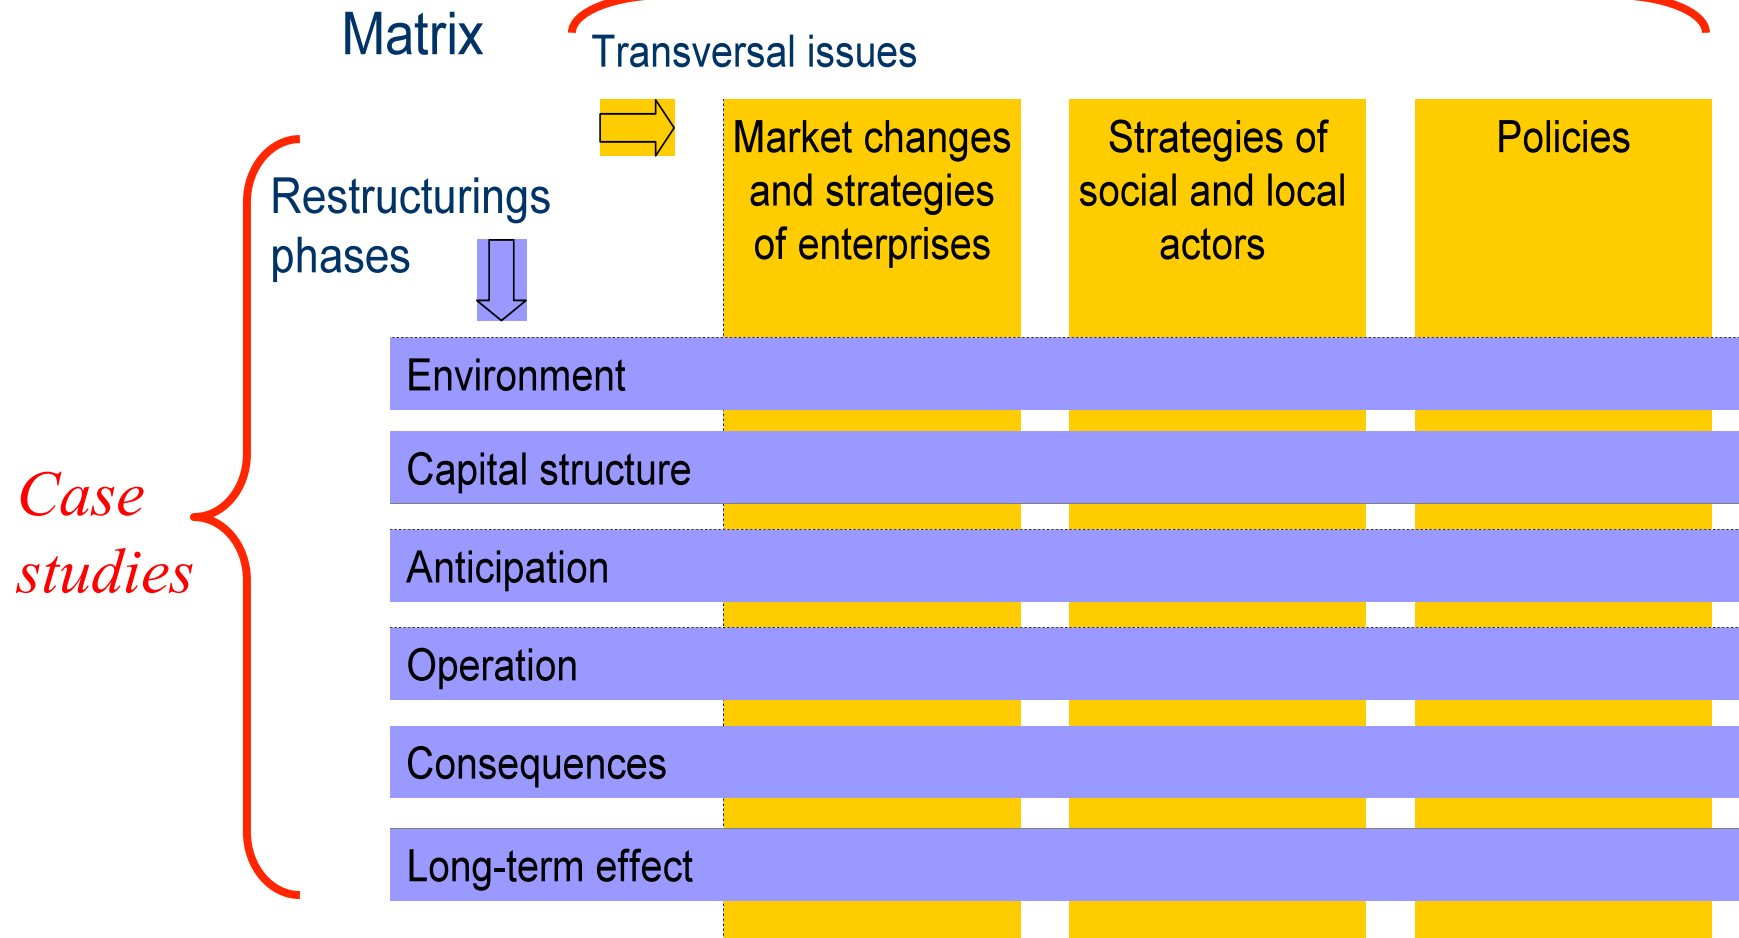 Matrix
Transversal issues
Market changes
and strategies
of enterprises
Strategies of
social and local
actors
Policies
Restructurings
phases
Environment
Capital structure
Case
studies
Anticipation
Operation
Consequences
Long-term effect